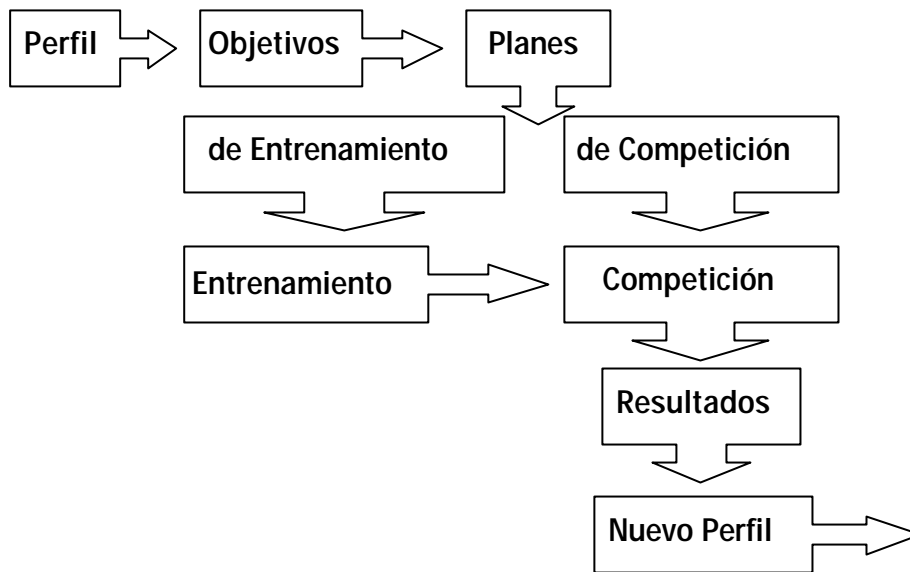 Perfil
Objetivos
Planes
de Entrenamiento
de Competición
Entrenamiento
Competición
Resultados
Nuevo Perfil